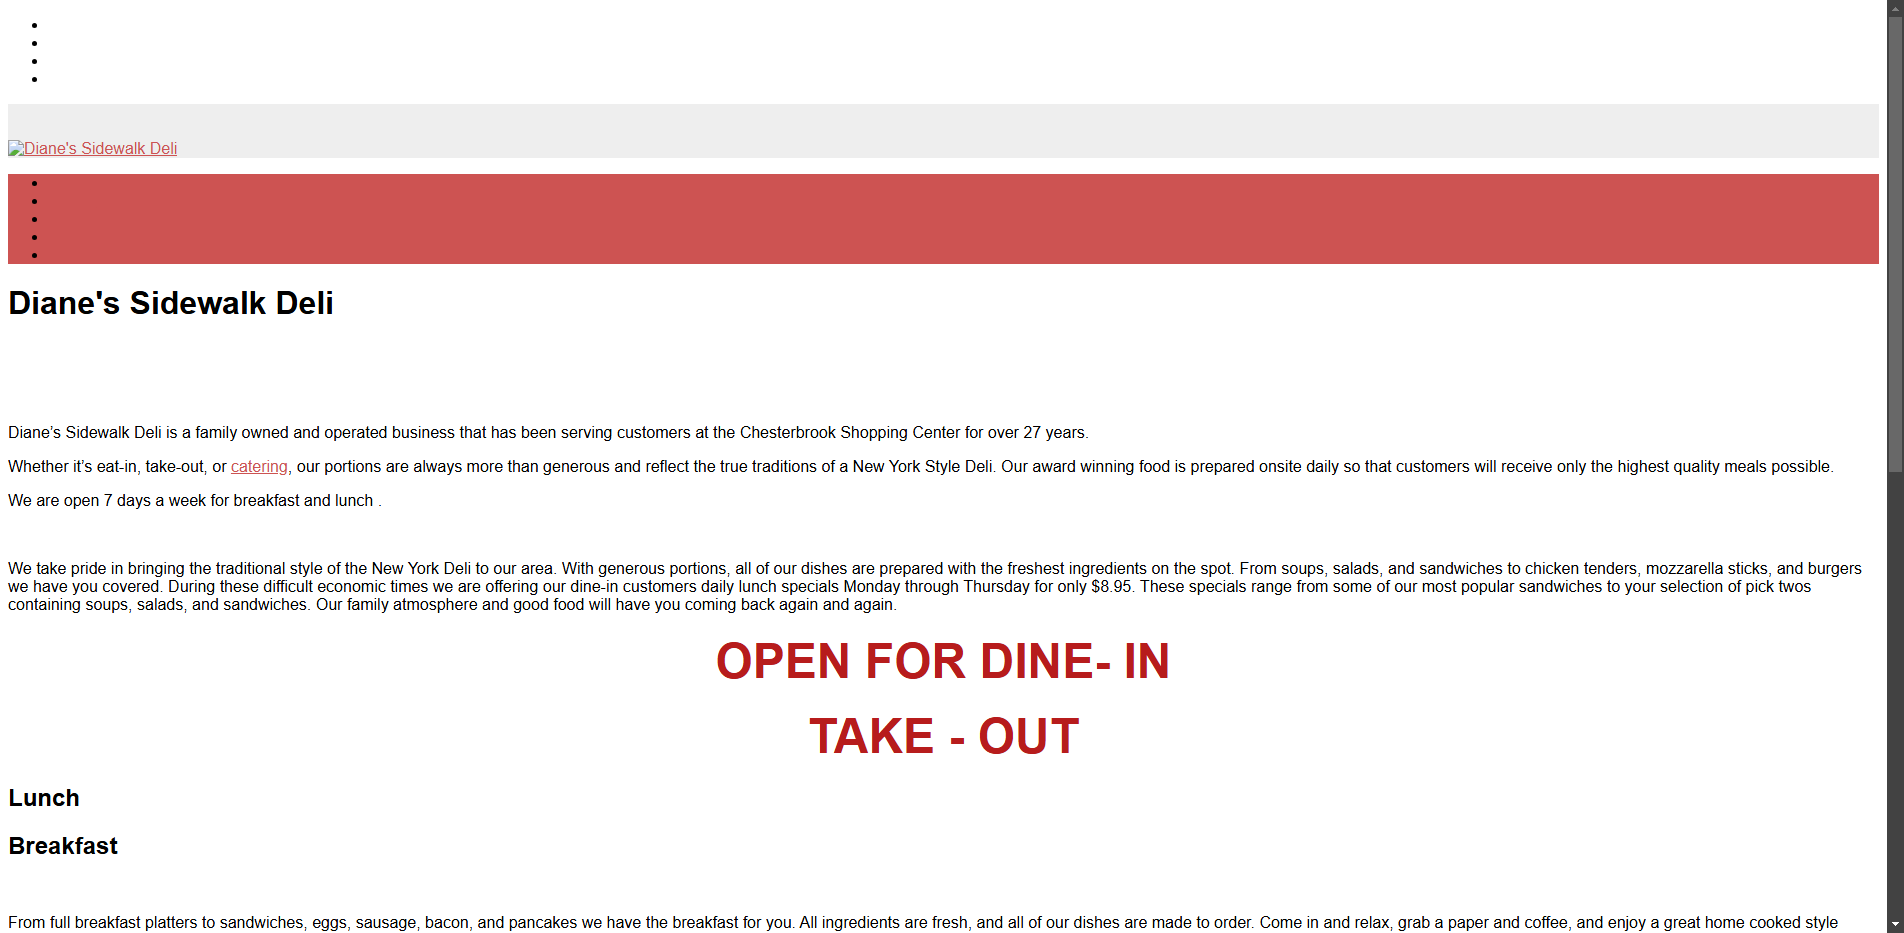 Diane's Sidewalk Deli
Diane's Sidewalk Deli
Diane’s Sidewalk Deli is a family owned and operated business that has been serving customers at the Chesterbrook Shopping Center for over 27 years.
Whether it’s eat-in, take-out, or catering, our portions are always more than generous and reflect the true traditions of a New York Style Deli. Our award winning food is prepared onsite daily so that customers will receive only the highest quality meals possible.
We are open 7 days a week for breakfast and lunch .
We take pride in bringing the traditional style of the New York Deli to our area. With generous portions, all of our dishes are prepared with the freshest ingredients on the spot. From soups, salads, and sandwiches to chicken tenders, mozzarella sticks, and burgers
we have you covered. During these difficult economic times we are offering our dine-in customers daily lunch specials Monday through Thursday for only $8.95. These specials range from some of our most popular sandwiches to your selection of pick twos
containing soups, salads, and sandwiches. Our family atmosphere and good food will have you coming back again and again.
OPEN FOR DINE- IN
TAKE - OUT
Lunch
Breakfast
From full breakfast platters to sandwiches, eggs, sausage, bacon, and pancakes we have the breakfast for you. All ingredients are fresh, and all of our dishes are made to order. Come in and relax, grab a paper and coffee, and enjoy a great home cooked style